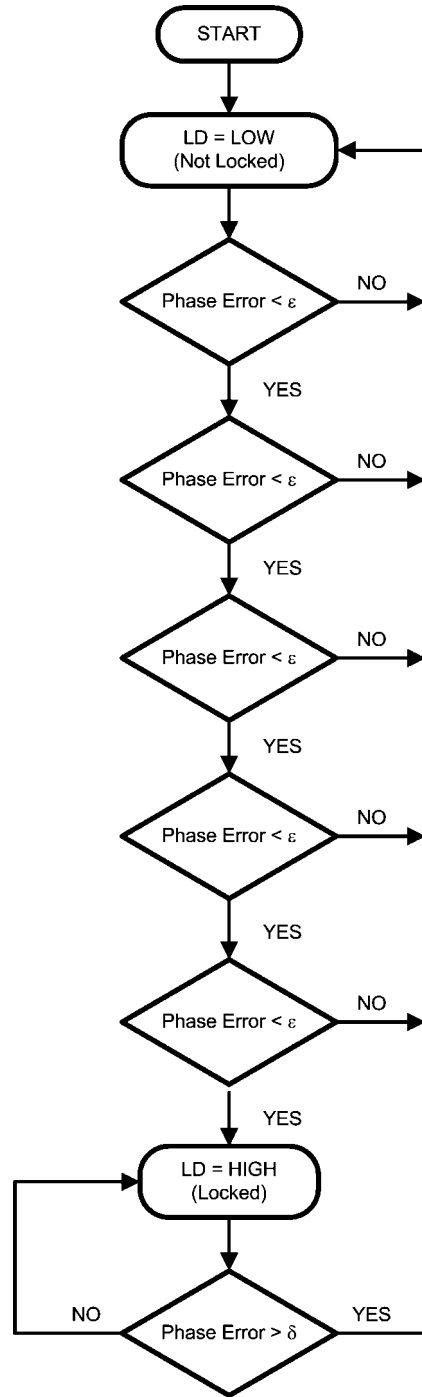 START
LD = LOW
(Not Locked)
Phase Error < ε
NO
YES
Phase Error < ε
NO
YES
Phase Error < ε
NO
YES
Phase Error < ε
NO
YES
Phase Error < ε
NO
YES
LD = HIGH
(Locked)
NO
Phase Error > δ
YES